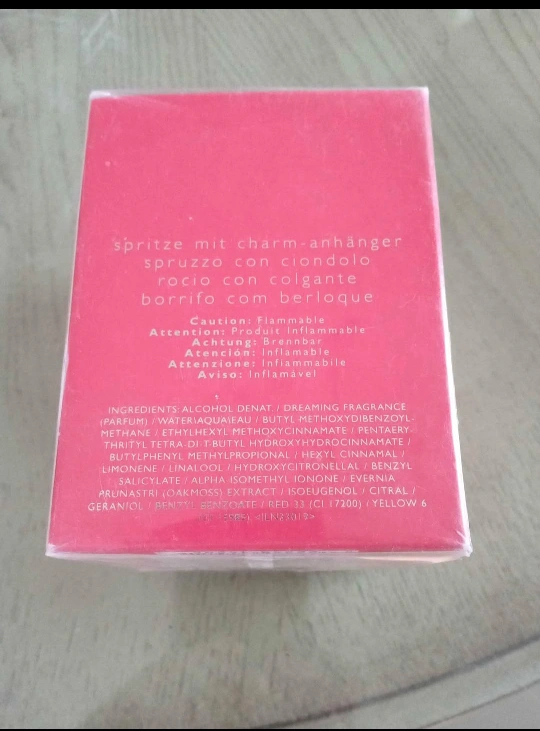 spritze mit charm-anhänger
spruzzo con ciondolo
rocio con colgante
borrifo com berloque
Caution: Flammable
Attention: Produit Inflammable
Achtung: Brennbar
Atención: Inflamable
Attenzione: Infiammabile
Aviso: Inflamável
INGREDIENTS: ALCOHOL DENAT. / DREAMING FRAGRANCE
(PARFUM) / WATER/AQUA/EAU / BUTYL METHOXYDIBENZOYL-
METHANE / ETHYLHEXYL METHOXYCINNAMATE / PENTAERY-
THRITYL TETRA-DI-T-BUTYL HYDROXYHYDROCINNAMATE /
BUTYLPHENYL METHYLPROPIONAL / HEXYL CINNAMAL /
LIMONENE / LINALOOL / HYDROXYCITRONELLAL / BENZYL
SALICYLATE / ALPHA ISOMETHYL IONONE / EVERNIA
PRUNASTRI (OAKMOSS) EXTRACT / ISOEUGENOL / CITRAL /
GERANIOL / BENZYL BENZOATE / RED 33 (CI 17200) / YELLOW 6